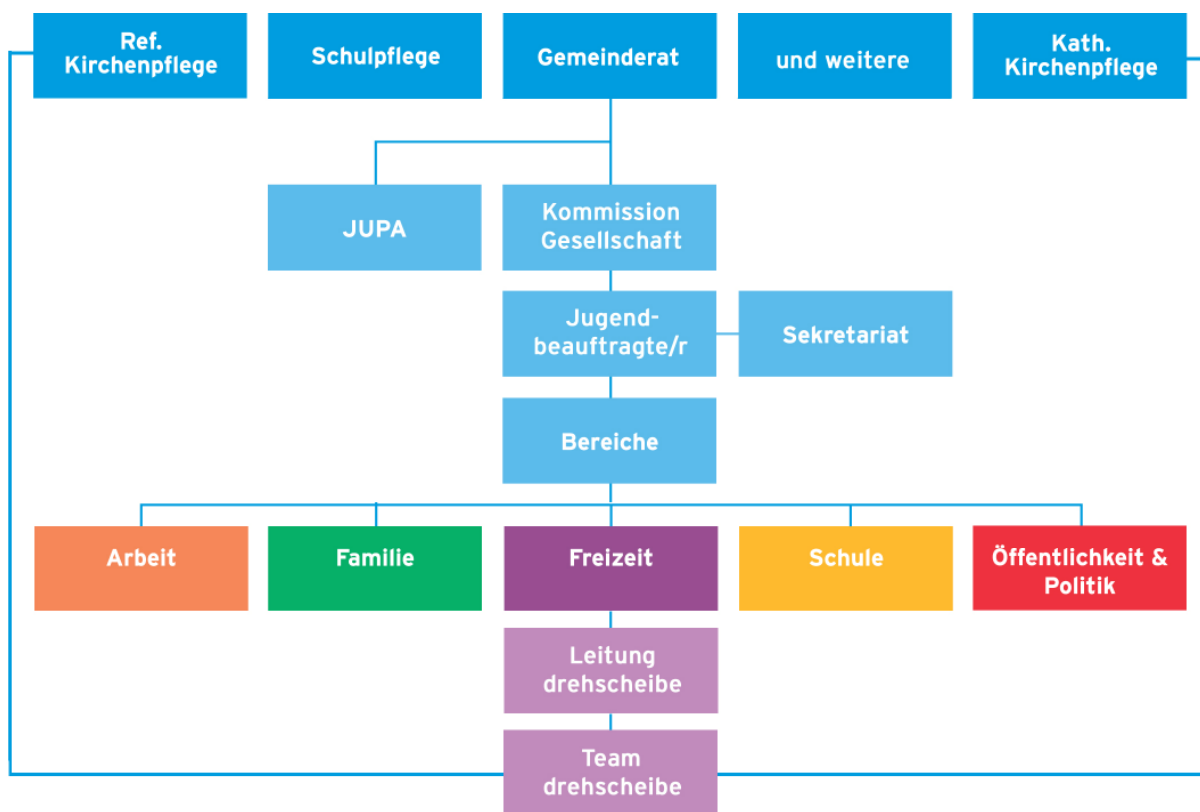 Ref.
Kirchenpflege
Schulpflege
Gemeinderat
und weitere
Kath.
Kirchenpflege
JUPA
Kommission
Gesellschaft
Jugend-
beauftragte/r
Sekretariat
Bereiche
Arbeit
Familie
Freizeit
Schule
Öffentlichkeit &
Politik
Leitung
drehscheibe
Team
drehscheibe